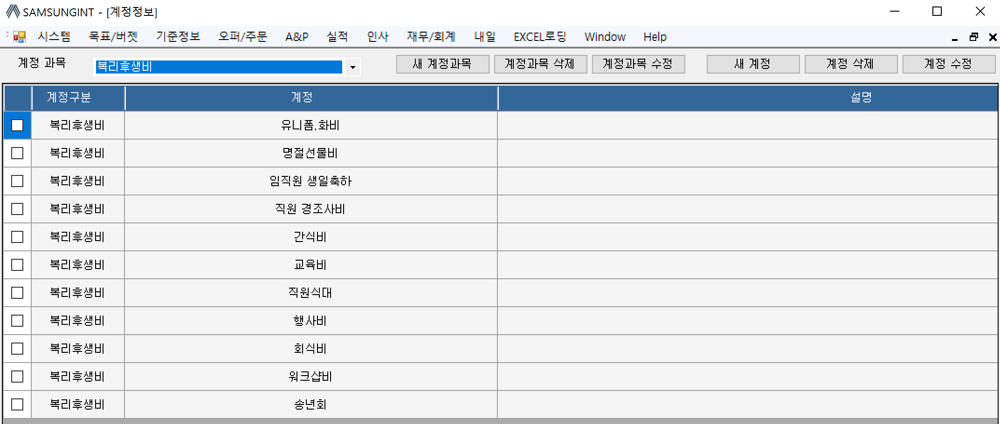 SAMSUNGINT - [계정정보]
시스템 목표/버젯 기준정보 오퍼/주문 A&P 실적 인사 재무/회계 내일 EXCEL로딩 Window Help
계정 과목 복리후생비 새 계정과목 계정과목 삭제 계정과목 수정 새 계정 계정 삭제 계정 수정
계정구분 계정 설명
복리후생비 유니폼,화비
복리후생비 명절선물비
복리후생비 임직원 생일축하
복리후생비 직원 경조사비
복리후생비 간식비
복리후생비 교육비
복리후생비 직원식대
복리후생비 행사비
복리후생비 회식비
복리후생비 워크샵비
복리후생비 송년회